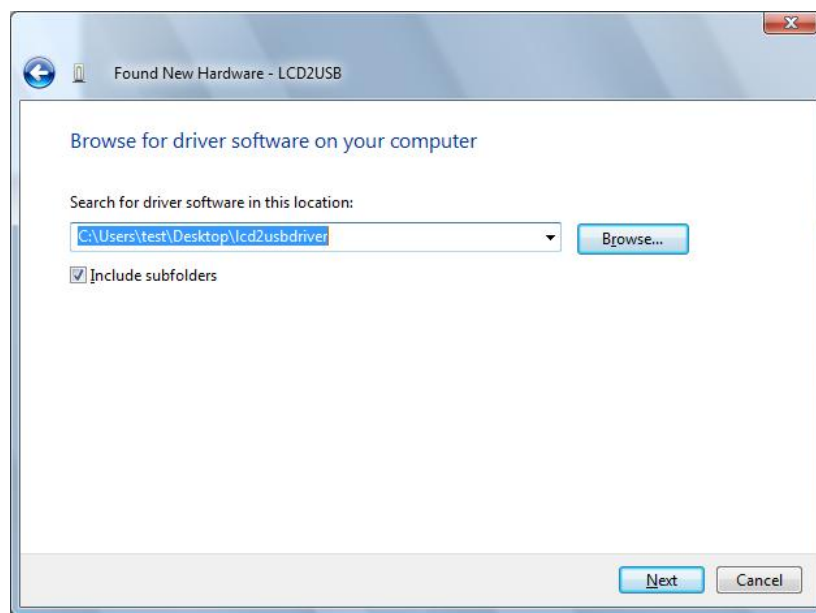 Found New Hardware - LCD2USB
Browse for driver software on your computer
Search for driver software in this location:
C:\Users\test\Desktop\lcd2usbdriver
Browse...
Include subfolders
Next
Cancel